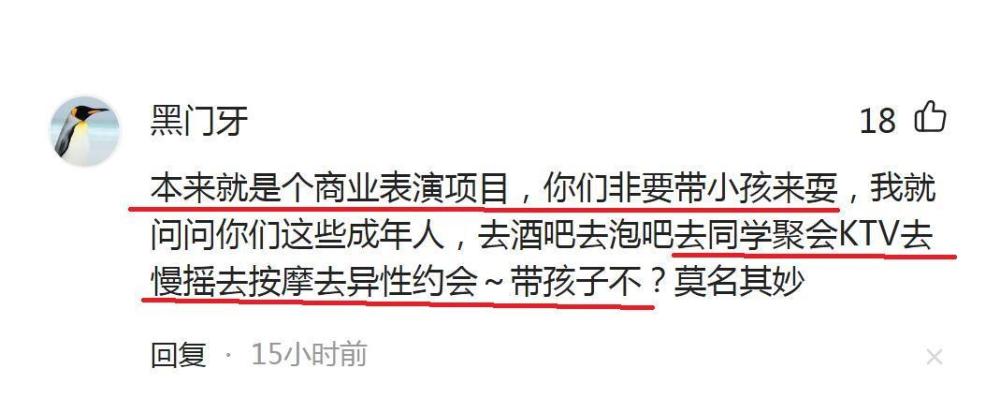 黑门牙
18
本来就是个商业表演项目，你们非要带小孩来耍，我就
问问你们这些成年人，去酒吧去泡吧去同学聚会KTV去
慢摇去按摩去异性约会～带孩子不？莫名其妙
回复 · 15小时前